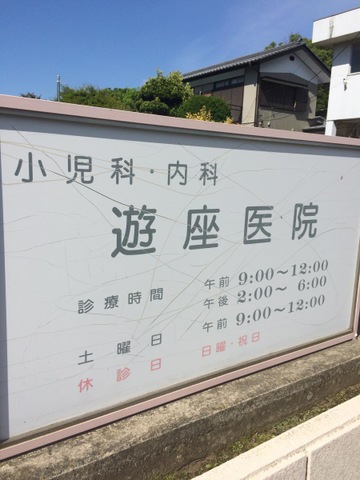 小児科・内科
遊座医院
診療時間 午前 9:00～12:00
午後 2:00～ 6:00
土曜日 午前 9:00～12:00
休診日 日曜・祝日